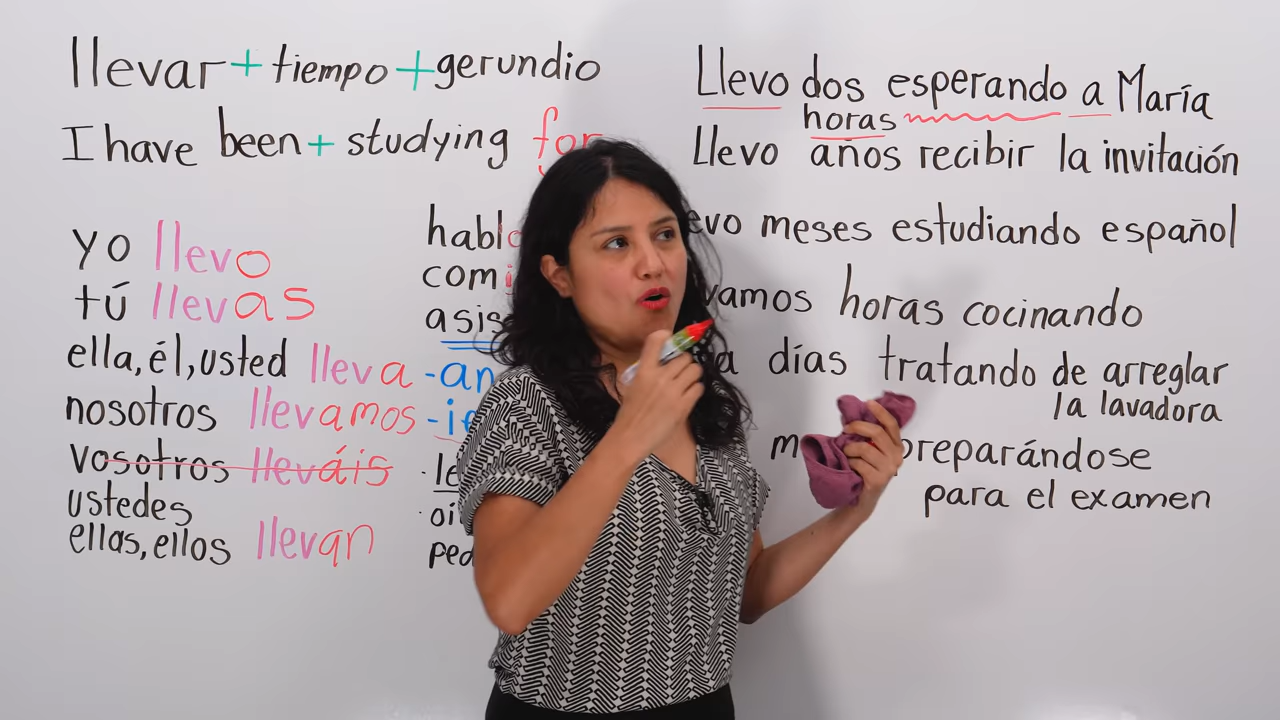 llevar + tiempo + gerundio
I have been + studying for
yo llevo
tú llevas
ella, él, usted lleva
nosotros llevamos
vosotros lleváis
ustedes
ellas, ellos llevan
-an
Llevo dos esperando a María
horas
Llevo años recibir la invitación
meses estudiando español
horas cocinando
días tratando de arreglar
la lavadora
preparándose
para el examen